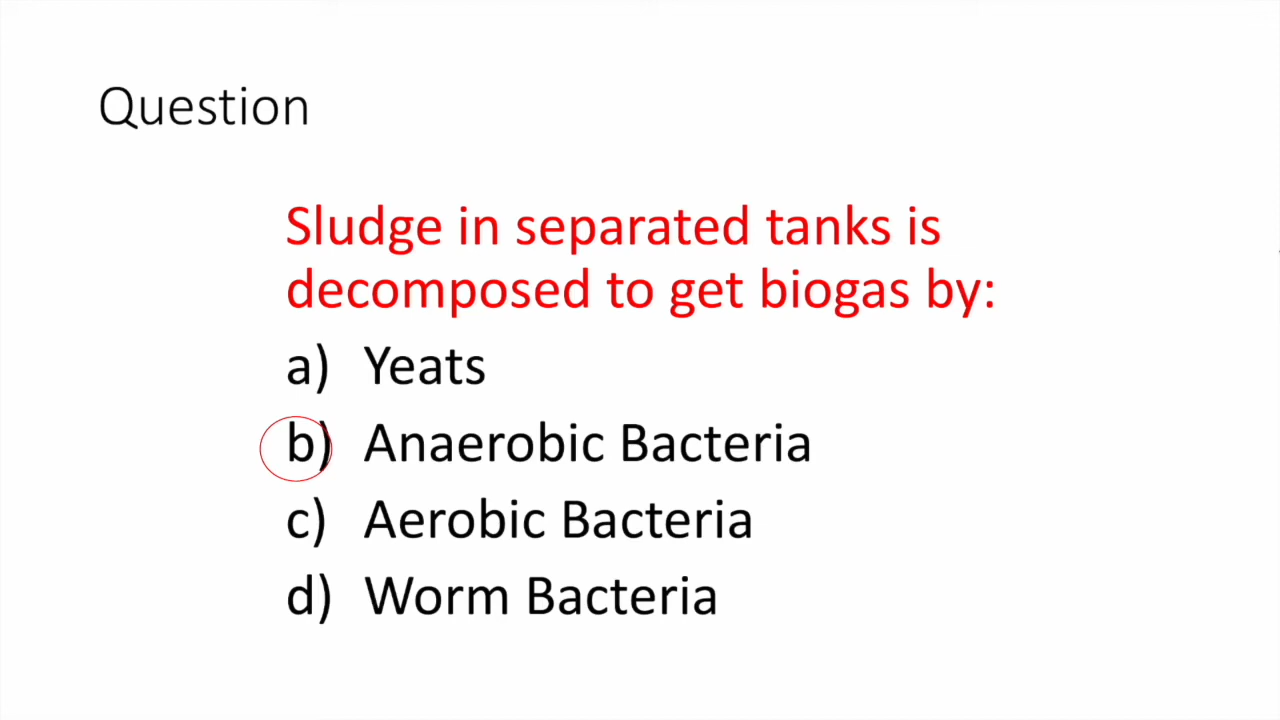 Question
Sludge in separated tanks is
decomposed to get biogas by:
a) Yeats
b) Anaerobic Bacteria
c) Aerobic Bacteria
d) Worm Bacteria